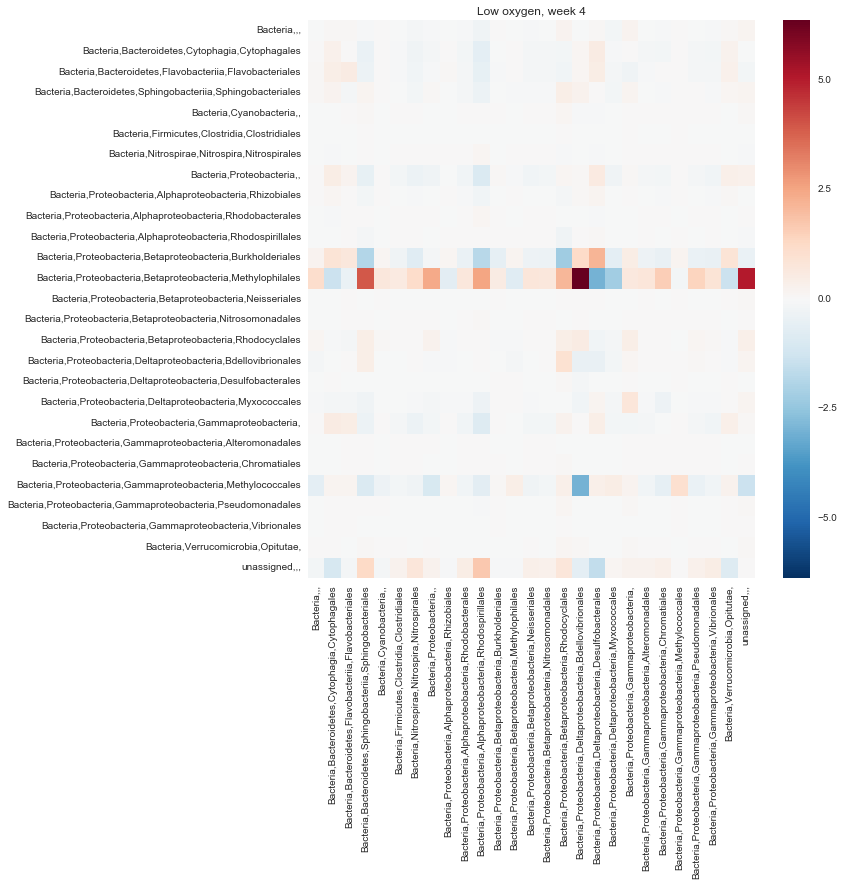 Low oxygen, week 4
Bacteria,,,
Bacteria,Bacteroidetes,Cytophagia,Cytophagales
Bacteria,Bacteroidetes,Flavobacteriia,Flavobacteriales
Bacteria,Bacteroidetes,Sphingobacteriia,Sphingobacteriales
Bacteria,Cyanobacteria,,
Bacteria,Firmicutes,Clostridia,Clostridiales
Bacteria,Nitrospirae,Nitrospira,Nitrospirales
Bacteria,Proteobacteria,,
Bacteria,Proteobacteria,Alphaproteobacteria,Rhizobiales
Bacteria,Proteobacteria,Alphaproteobacteria,Rhodobacterales
Bacteria,Proteobacteria,Alphaproteobacteria,Rhodospirillales
Bacteria,Proteobacteria,Betaproteobacteria,Burkholderiales
Bacteria,Proteobacteria,Betaproteobacteria,Methylophilales
Bacteria,Proteobacteria,Betaproteobacteria,Neisseriales
Bacteria,Proteobacteria,Betaproteobacteria,Nitrosomonadales
Bacteria,Proteobacteria,Betaproteobacteria,Rhodocyclales
Bacteria,Proteobacteria,Deltaproteobacteria,Bdellovibrionales
Bacteria,Proteobacteria,Deltaproteobacteria,Desulfobacterales
Bacteria,Proteobacteria,Deltaproteobacteria,Myxococcales
Bacteria,Proteobacteria,Gammaproteobacteria,
Bacteria,Proteobacteria,Gammaproteobacteria,Alteromonadales
Bacteria,Proteobacteria,Gammaproteobacteria,Chromatiales
Bacteria,Proteobacteria,Gammaproteobacteria,Methylococcales
Bacteria,Proteobacteria,Gammaproteobacteria,Pseudomonadales
Bacteria,Proteobacteria,Gammaproteobacteria,Vibrionales
Bacteria,Verrucomicrobia,Opitutae,
unassigned,,,
Bacteria,,,
Bacteria,Bacteroidetes,Cytophagia,Cytophagales
Bacteria,Bacteroidetes,Flavobacteriia,Flavobacteriales
Bacteria,Bacteroidetes,Sphingobacteriia,Sphingobacteriales
Bacteria,Cyanobacteria,,
Bacteria,Firmicutes,Clostridia,Clostridiales
Bacteria,Nitrospirae,Nitrospira,Nitrospirales
Bacteria,Proteobacteria,,
Bacteria,Proteobacteria,Alphaproteobacteria,Rhizobiales
Bacteria,Proteobacteria,Alphaproteobacteria,Rhodobacterales
Bacteria,Proteobacteria,Alphaproteobacteria,Rhodospirillales
Bacteria,Proteobacteria,Betaproteobacteria,Burkholderiales
Bacteria,Proteobacteria,Betaproteobacteria,Methylophilales
Bacteria,Proteobacteria,Betaproteobacteria,Neisseriales
Bacteria,Proteobacteria,Betaproteobacteria,Nitrosomonadales
Bacteria,Proteobacteria,Betaproteobacteria,Rhodocyclales
Bacteria,Proteobacteria,Deltaproteobacteria,Bdellovibrionales
Bacteria,Proteobacteria,Deltaproteobacteria,Desulfobacterales
Bacteria,Proteobacteria,Deltaproteobacteria,Myxococcales
Bacteria,Proteobacteria,Gammaproteobacteria,
Bacteria,Proteobacteria,Gammaproteobacteria,Alteromonadales
Bacteria,Proteobacteria,Gammaproteobacteria,Chromatiales
Bacteria,Proteobacteria,Gammaproteobacteria,Methylococcales
Bacteria,Proteobacteria,Gammaproteobacteria,Pseudomonadales
Bacteria,Proteobacteria,Gammaproteobacteria,Vibrionales
Bacteria,Verrucomicrobia,Opitutae,
unassigned,,,
5.0
2.5
0.0
−2.5
−5.0